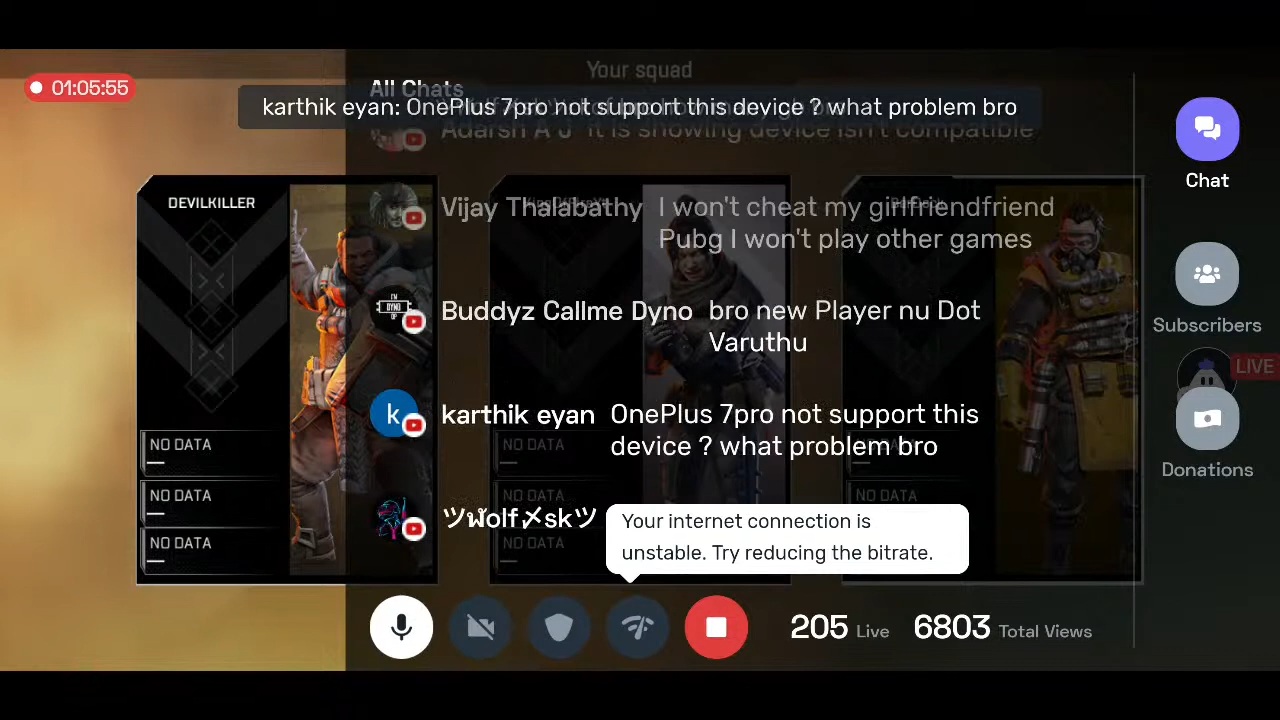 Your squad
01:05:55
All Chats
karthik eyan: OnePlus 7pro not support this device ? what problem bro
Adarsh A J it is showing device isn't compatible
Chat
DEVILKILLER
Vijay Thalabathy I won't cheat my girlfriendfriend
Pubg I won't play other games
Buddyz Callme Dyno bro new Player nu Dot
Varuthu
Subscribers
LIVE
karthik eyan OnePlus 7pro not support this
device ? what problem bro
Donations
NO DATA
NO DATA
NO DATA
NO DATA
NO DATA
NO DATA
NO DATA
NO DATA
Your internet connection is
unstable. Try reducing the bitrate.
205 Live 6803 Total Views